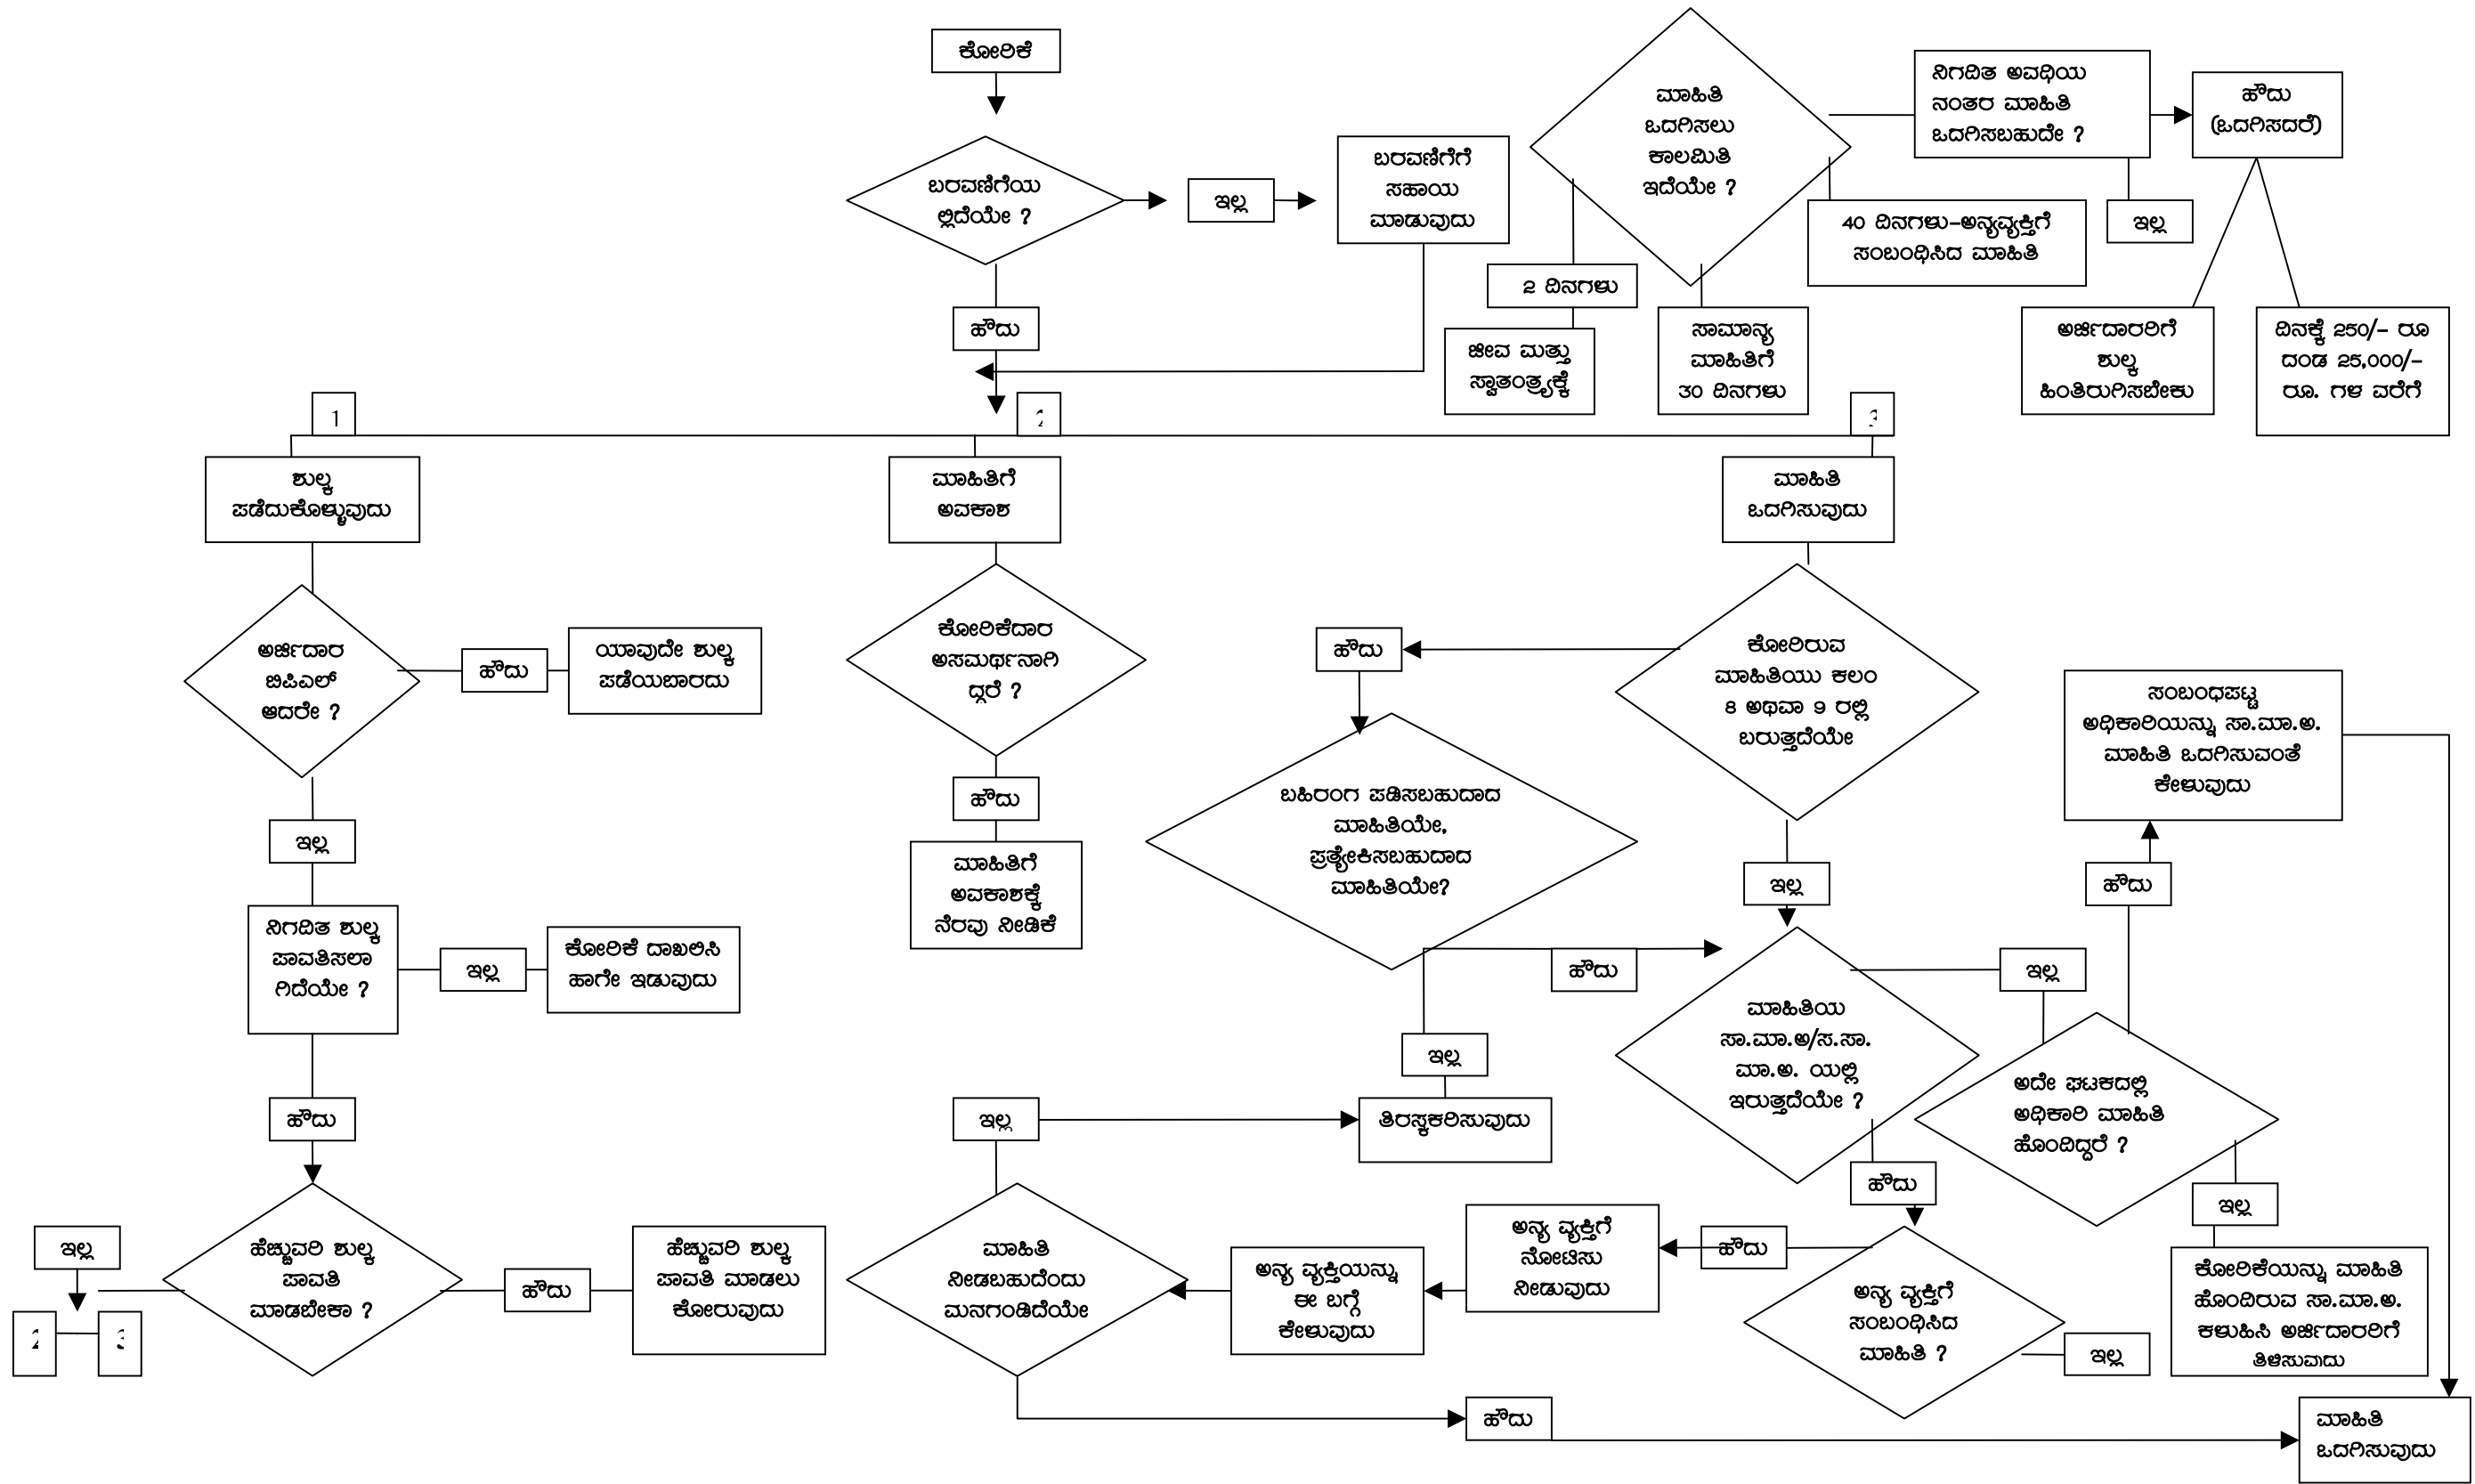 ಕೋರಿಕೆ
ಬರವಣಿಗೆಯ
ಲ್ಲಿದೆಯೇ ?
ಇಲ್ಲ
ಬರವಣಿಗೆಗೆ
ಸಹಾಯ
ಮಾಡುವುದು
ಹೌದು
ಮಾಹಿತಿ
ಒದಗಿಸಲು
ಕಾಲಮಿತಿ
ಇದೆಯೇ ?
ನಿಗದಿತ ಅವಧಿಯ
ನಂತರ ಮಾಹಿತಿ
ಒದಗಿಸಬಹುದೇ ?
ಹೌದು
(ಒದಗಿಸದರೆ)
40 ದಿನಗಳು-ಅನ್ಯವ್ಯಕ್ತಿಗೆ
ಸಂಬಂಧಿಸಿದ ಮಾಹಿತಿ
ಇಲ್ಲ
2 ದಿನಗಳು
ಜೀವ ಮತ್ತು
ಸ್ವಾತಂತ್ರ್ಯಕ್ಕೆ
ಸಾಮಾನ್ಯ
ಮಾಹಿತಿಗೆ
30 ದಿನಗಳು
ಅರ್ಜಿದಾರರಿಗೆ
ಶುಲ್ಕ
ಹಿಂತಿರುಗಿಸಬೇಕು
ದಿನಕ್ಕೆ 250/- ರೂ
ದಂಡ 25,000/-
ರೂ. ಗಳ ವರೆಗೆ
1
2
3
ಶುಲ್ಕ
ಪಡೆದುಕೊಳ್ಳುವುದು
ಮಾಹಿತಿಗೆ
ಅವಕಾಶ
ಮಾಹಿತಿ
ಒದಗಿಸುವುದು
ಅರ್ಜಿದಾರ
ಬಿಪಿಎಲ್
ಆದರೇ ?
ಹೌದು
ಯಾವುದೇ ಶುಲ್ಕ
ಪಡೆಯಬಾರದು
ಕೋರಿಕೆದಾರ
ಅಸಮರ್ಥನಾಗಿ
ದ್ದರೆ ?
ಹೌದು
ಕೋರಿರುವ
ಮಾಹಿತಿಯು ಕಲಂ
8 ಅಥವಾ 9 ರಲ್ಲಿ
ಬರುತ್ತದೆಯೇ
ಸಂಬಂಧಪಟ್ಟ
ಅಧಿಕಾರಿಯನ್ನು ಸಾ.ಮಾ.ಅ.
ಮಾಹಿತಿ ಒದಗಿಸುವಂತೆ
ಕೇಳುವುದು
ಇಲ್ಲ
ಹೌದು
ಮಾಹಿತಿಗೆ
ಅವಕಾಶಕ್ಕೆ
ನೆರವು ನೀಡಿಕೆ
ಬಹಿರಂಗ ಪಡಿಸಬಹುದಾದ
ಮಾಹಿತಿಯೇ,
ಪ್ರತ್ಯೇಕಿಸಬಹುದಾದ
ಮಾಹಿತಿಯೇ?
ಇಲ್ಲ
ಹೌದು
ನಿಗದಿತ ಶುಲ್ಕ
ಪಾವತಿಸಲಾ
ಗಿದೆಯೇ ?
ಇಲ್ಲ
ಕೋರಿಕೆ ದಾಖಲಿಸಿ
ಹಾಗೇ ಇಡುವುದು
ಹೌದು
ಇಲ್ಲ
ಮಾಹಿತಿಯ
ಸಾ.ಮಾ.ಅ/ಸ.ಸಾ.
ಮಾ.ಅ. ಯಲ್ಲಿ
ಇರುತ್ತದೆಯೇ ?
ಇಲ್ಲ
ಅದೇ ಘಟಕದಲ್ಲಿ
ಅಧಿಕಾರಿ ಮಾಹಿತಿ
ಹೊಂದಿದ್ದರೆ ?
ಹೌದು
ಇಲ್ಲ
ತಿರಸ್ಕರಿಸುವುದು
ಹೌದು
ಇಲ್ಲ
ಇಲ್ಲ
ಹೆಚ್ಚುವರಿ ಶುಲ್ಕ
ಪಾವತಿ
ಮಾಡಬೇಕಾ ?
ಹೌದು
ಹೆಚ್ಚುವರಿ ಶುಲ್ಕ
ಪಾವತಿ ಮಾಡಲು
ಕೋರುವುದು
ಮಾಹಿತಿ
ನೀಡಬಹುದೆಂದು
ಮನಗಂಡಿದೆಯೇ
ಅನ್ಯ ವ್ಯಕ್ತಿಯನ್ನು
ಈ ಬಗ್ಗೆ
ಕೇಳುವುದು
ಅನ್ಯ ವ್ಯಕ್ತಿಗೆ
ನೋಟಿಸು
ನೀಡುವುದು
ಹೌದು
ಅನ್ಯ ವ್ಯಕ್ತಿಗೆ
ಸಂಬಂಧಿಸಿದ
ಮಾಹಿತಿ ?
ಇಲ್ಲ
ಕೋರಿಕೆಯನ್ನು ಮಾಹಿತಿ
ಹೊಂದಿರುವ ಸಾ.ಮಾ.ಅ.
ಕಳುಹಿಸಿ ಅರ್ಜಿದಾರರಿಗೆ
ತಿಳಿಸುವುದು
2
3
ಹೌದು
ಮಾಹಿತಿ
ಒದಗಿಸುವುದು